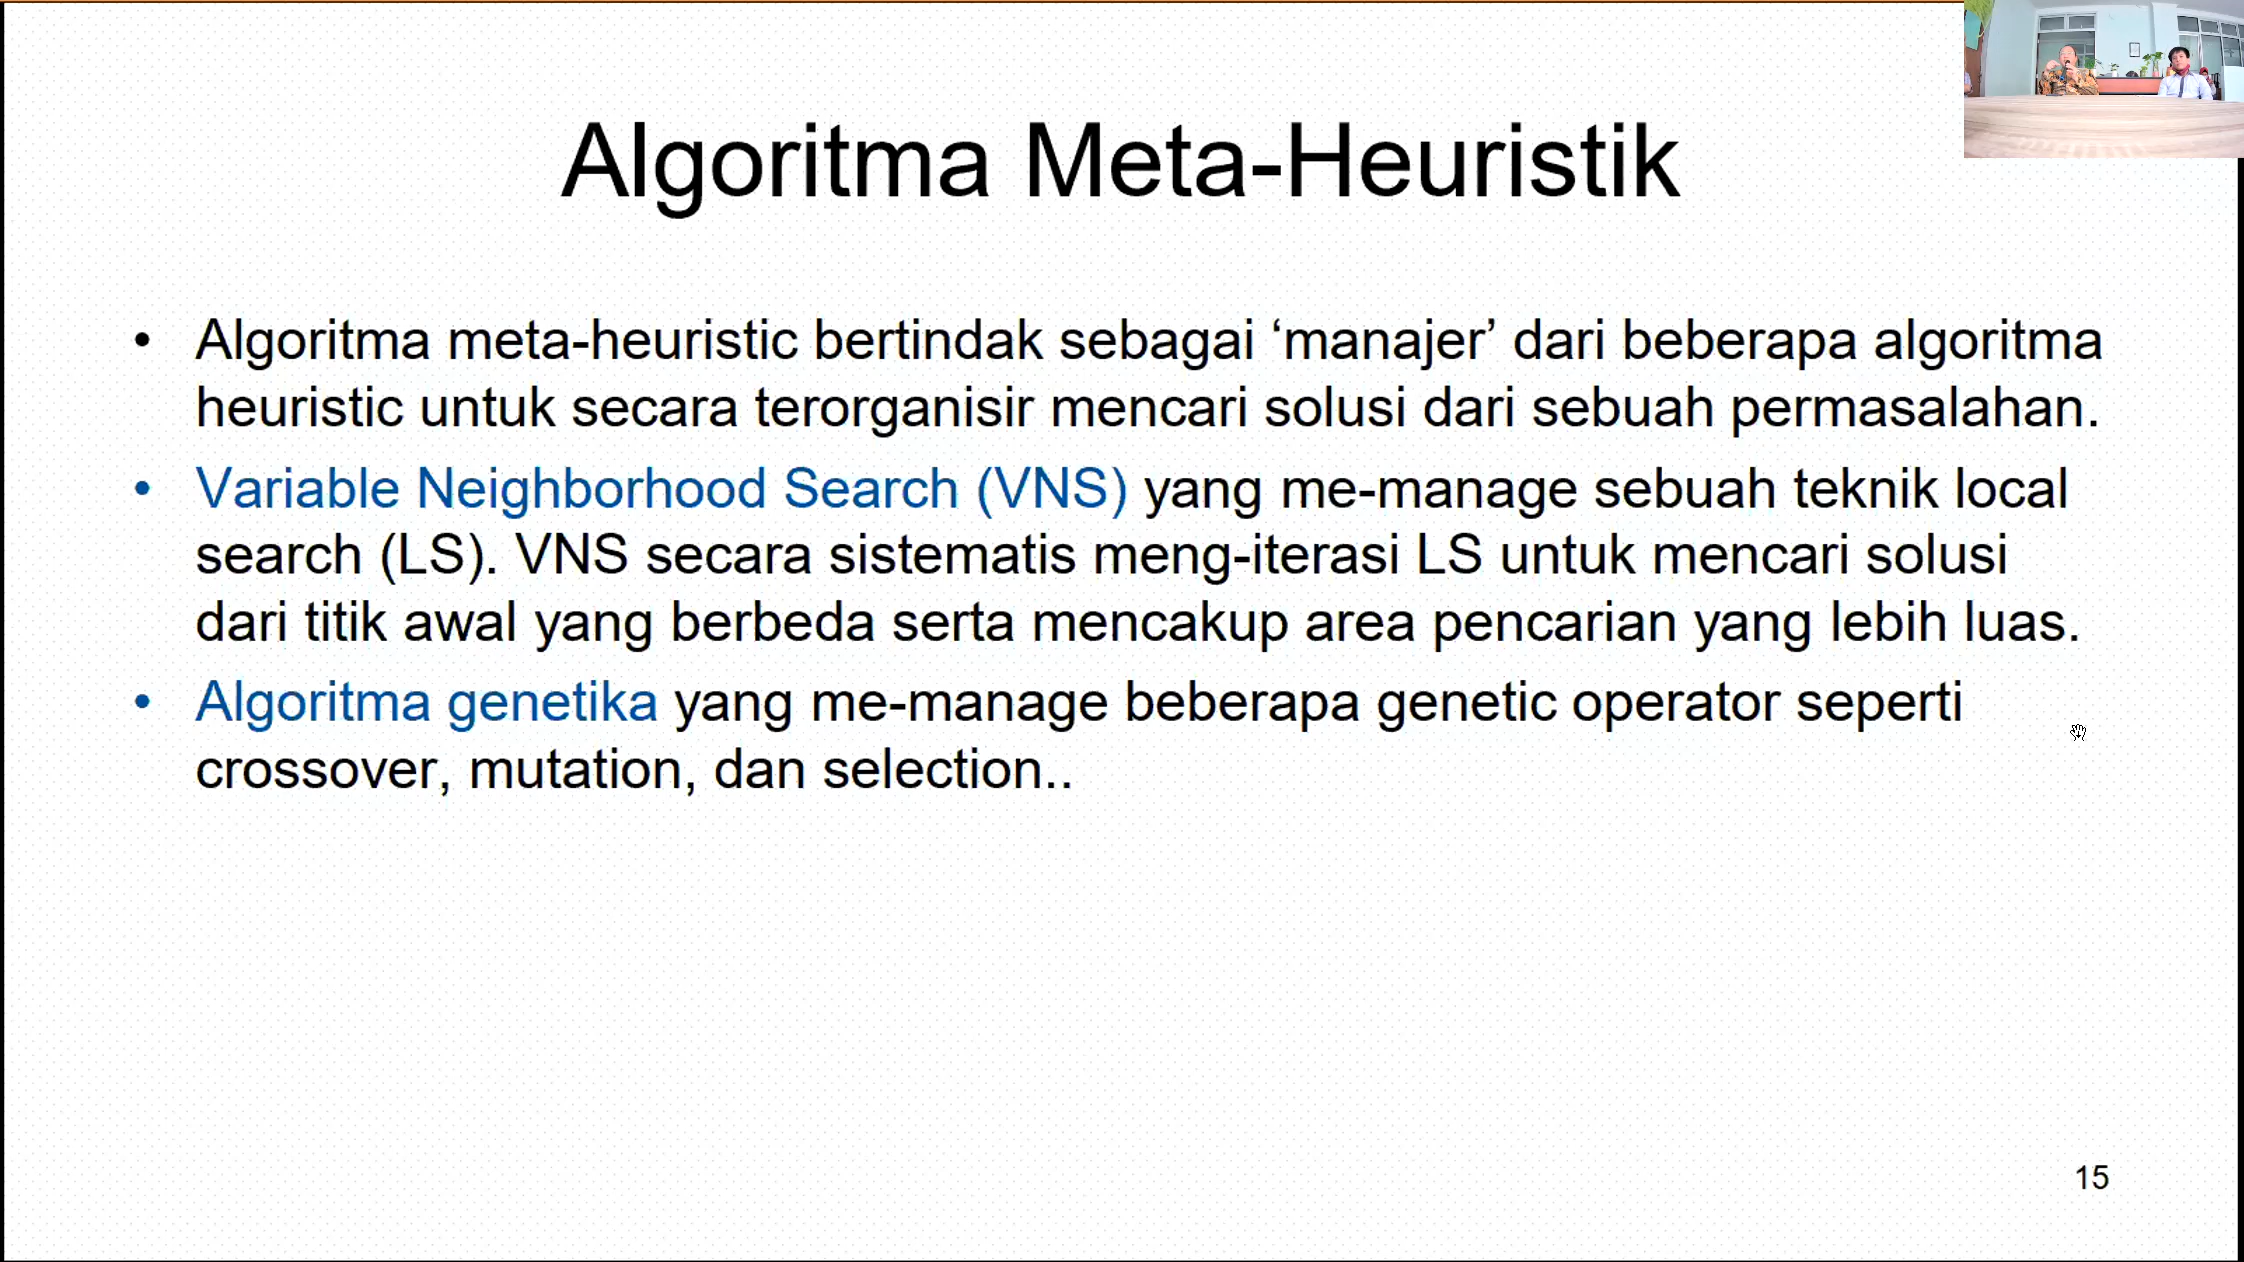 Algoritma Meta-Heuristik
• Algoritma meta-heuristic bertindak sebagai ‘manajer’ dari beberapa algoritma
heuristic untuk secara terorganisir mencari solusi dari sebuah permasalahan.
• Variable Neighborhood Search (VNS) yang me-manage sebuah teknik local
search (LS). VNS secara sistematis meng-iterasi LS untuk mencari solusi
dari titik awal yang berbeda serta mencakup area pencarian yang lebih luas.
• Algoritma genetika yang me-manage beberapa genetic operator seperti
crossover, mutation, dan selection..
15